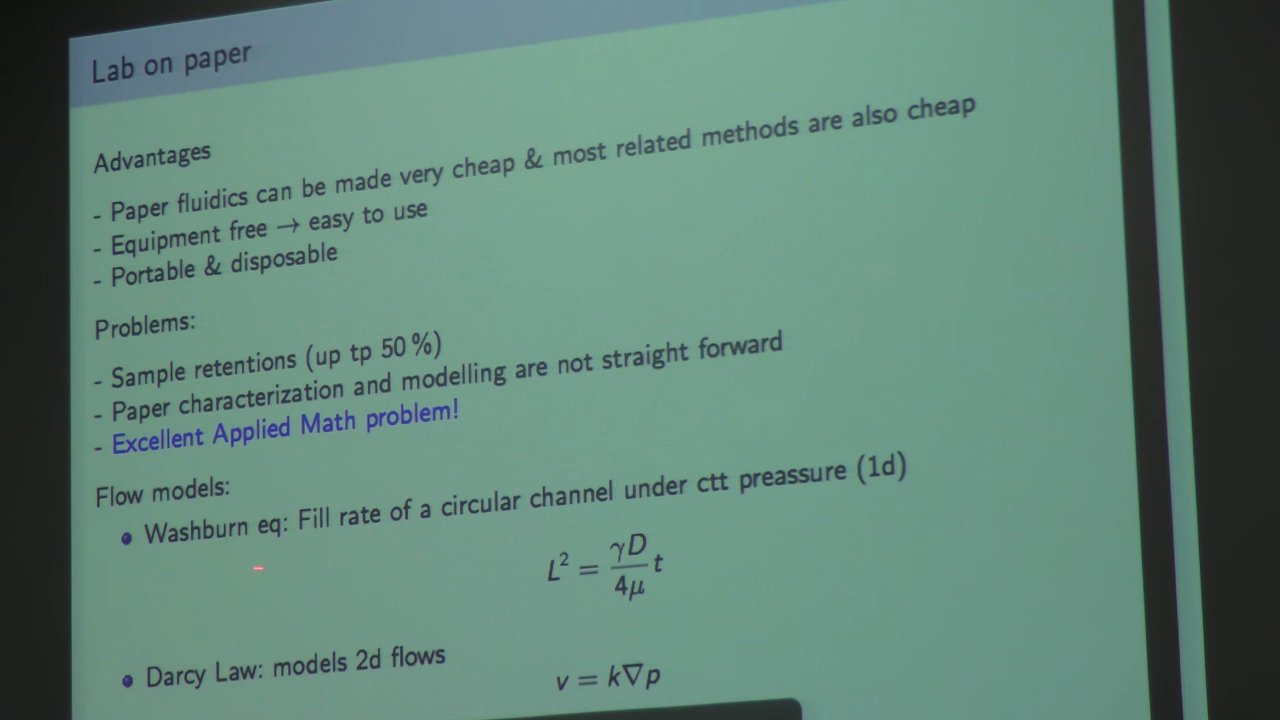 Lab on paper
Advantages
- Paper fluidics can be made very cheap & most related methods are also cheap
- Equipment free → easy to use
- Portable & disposable
Problems:
- Sample retentions (up tp 50 %)
- Paper characterization and modelling are not straight forward
- Excellent Applied Math problem!
Flow models:
• Washburn eq: Fill rate of a circular channel under ctt preassure (1d)
L² = γD/4μ t
• Darcy Law: models 2d flows
v = k∇p